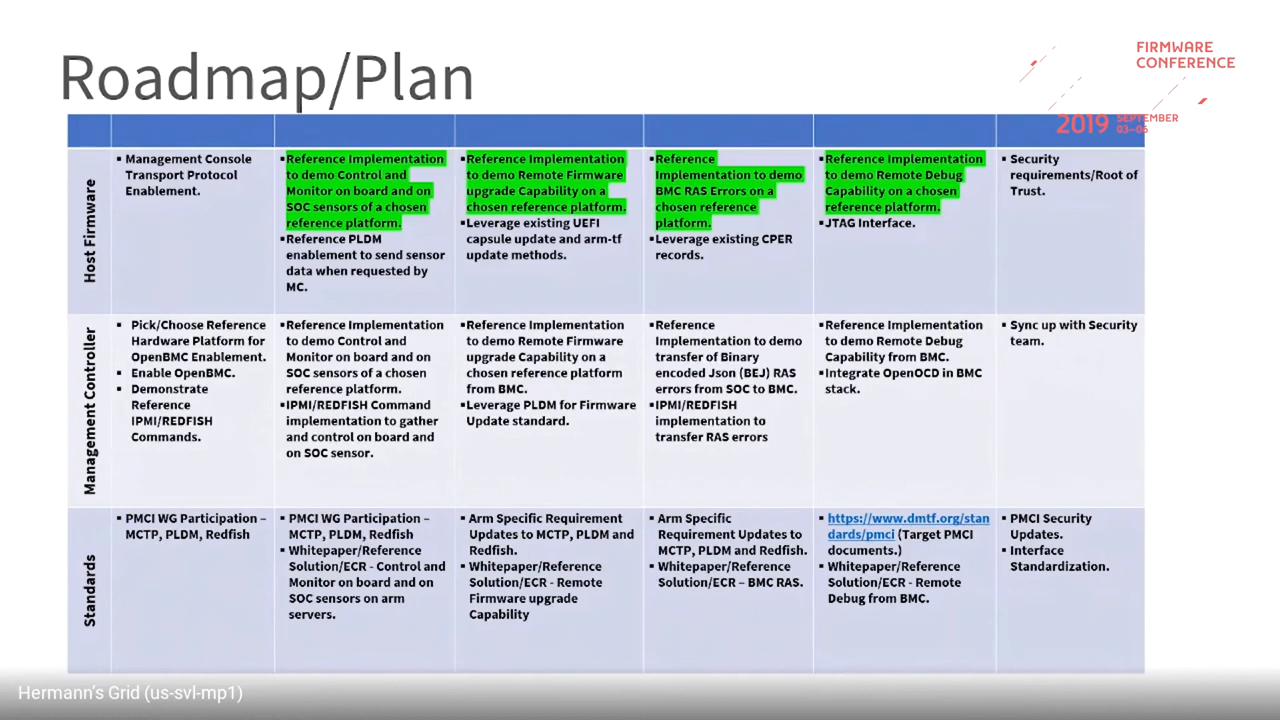 Roadmap/Plan
FIRMWARE
CONFERENCE
2019 SEPTEMBER
03–06
Host Firmware
▪ Management Console
Transport Protocol
Enablement.
▪Reference Implementation
to demo Control and
Monitor on board and on
SOC sensors of a chosen
reference platform.
▪Reference PLDM
enablement to send sensor
data when requested by
MC.
▪Reference Implementation
to demo Remote Firmware
upgrade Capability on a
chosen reference platform.
▪Leverage existing UEFI
capsule update and arm-tf
update methods.
▪Reference
Implementation to demo
BMC RAS Errors on a
chosen reference
platform.
▪Leverage existing CPER
records.
▪Reference Implementation
to demo Remote Debug
Capability on a chosen
reference platform.
▪JTAG Interface.
▪ Security
requirements/Root of
Trust.
Management Controller
▪ Pick/Choose Reference
Hardware Platform for
OpenBMC Enablement.
▪ Enable OpenBMC.
▪ Demonstrate
Reference
IPMI/REDFISH
Commands.
▪Reference Implementation
to demo Control and
Monitor on board and on
SOC sensors of a chosen
reference platform.
▪IPMI/REDFISH Command
implementation to gather
and control on board and
on SOC sensor.
▪Reference Implementation
to demo Remote Firmware
upgrade Capability on a
chosen reference platform
from BMC.
▪Leverage PLDM for Firmware
Update standard.
▪Reference
Implementation to demo
transfer of Binary
encoded Json (BEJ) RAS
errors from SOC to BMC.
▪IPMI/REDFISH
implementation to
transfer RAS errors
▪Reference Implementation
to demo Remote Debug
Capability from BMC.
▪Integrate OpenOCD in BMC
stack.
▪ Sync up with Security
team.
Standards
▪ PMCI WG Participation –
MCTP, PLDM, Redfish
▪ PMCI WG Participation –
MCTP, PLDM, Redfish
▪ Whitepaper/Reference
Solution/ECR - Control and
Monitor on board and on
SOC sensors on arm
servers.
▪ Arm Specific Requirement
Updates to MCTP, PLDM and
Redfish.
▪ Whitepaper/Reference
Solution/ECR - Remote
Firmware upgrade
Capability
▪ Arm Specific
Requirement Updates to
MCTP, PLDM and Redfish.
▪ Whitepaper/Reference
Solution/ECR – BMC RAS.
▪ https://www.dmtf.org/stan
dards/pmci (Target PMCI
documents.)
▪ Whitepaper/Reference
Solution/ECR - Remote
Debug from BMC.
▪ PMCI Security
Updates.
▪ Interface
Standardization.
Hermann's Grid (us-svl-mp1)